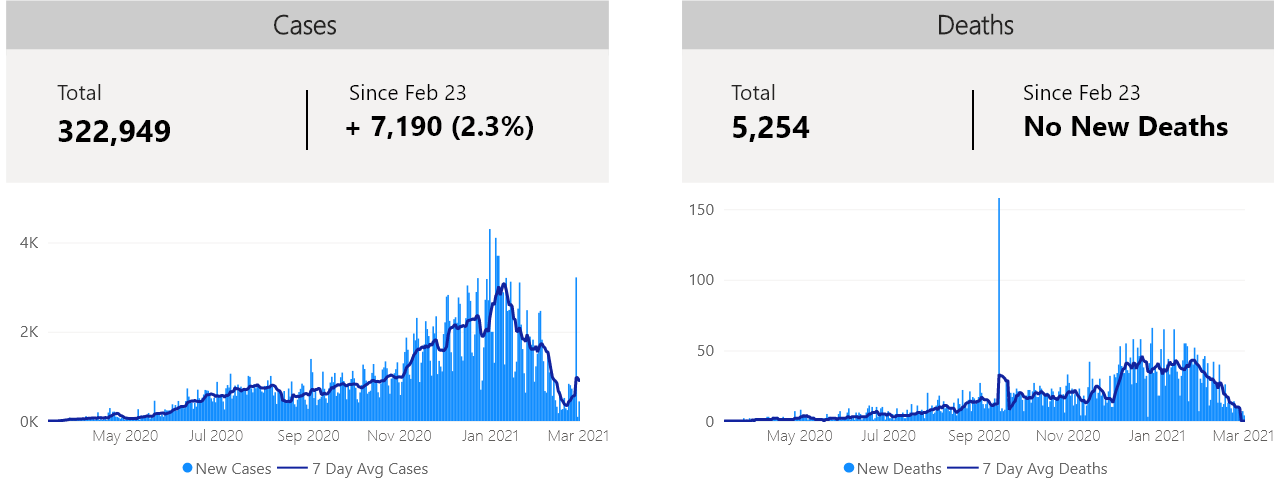 Cases
Total
322,949
Since Feb 23
+ 7,190 (2.3%)
4K
2K
0K
May 2020 Jul 2020 Sep 2020 Nov 2020 Jan 2021 Mar 2021
New Cases 7 Day Avg Cases
Deaths
Total
5,254
Since Feb 23
No New Deaths
150
100
50
0
May 2020 Jul 2020 Sep 2020 Nov 2020 Jan 2021 Mar 2021
New Deaths 7 Day Avg Deaths